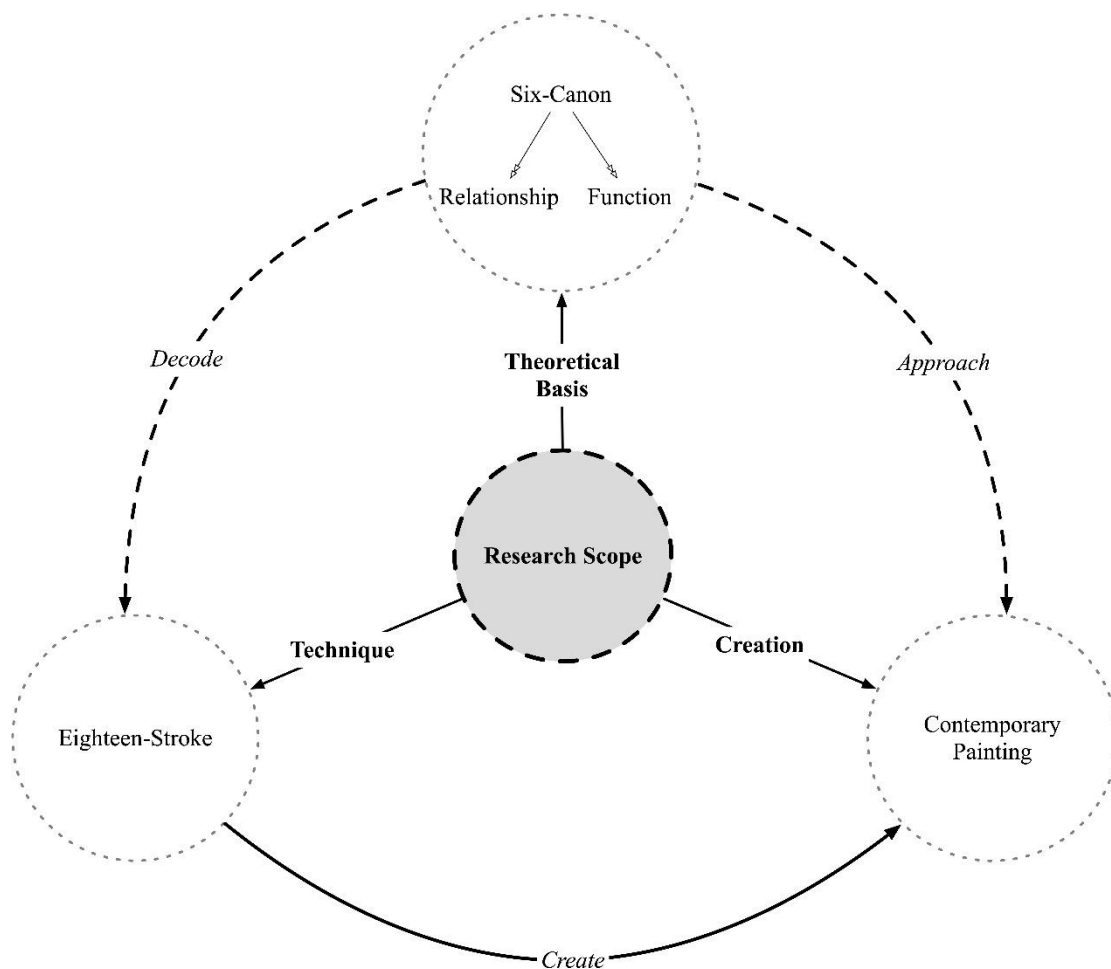 Six-Canon
Relationship Function
Decode
Approach
Theoretical
Basis
Research Scope
Technique
Creation
Eighteen-Stroke
Contemporary
Painting
Create